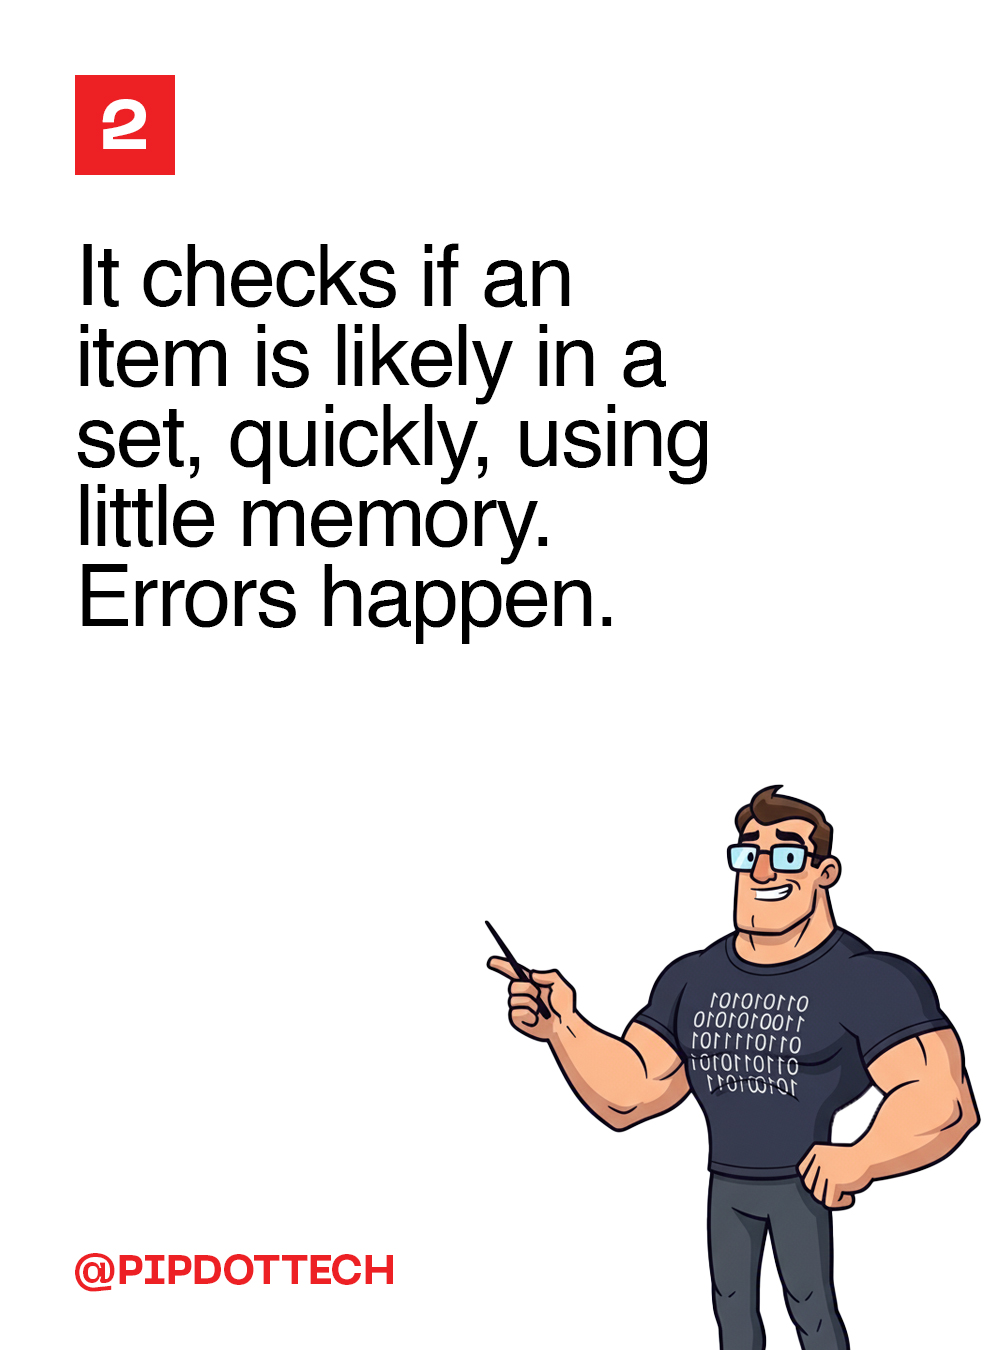 2
It checks if an
item is likely in a
set, quickly, using
little memory.
Errors happen.
@PIPDOTTECH